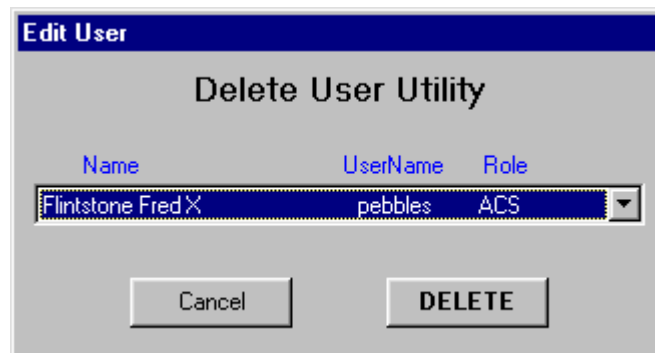 Edit User
Delete User Utility
Name UserName Role
Flintstone Fred X pebbles ACS
Cancel DELETE